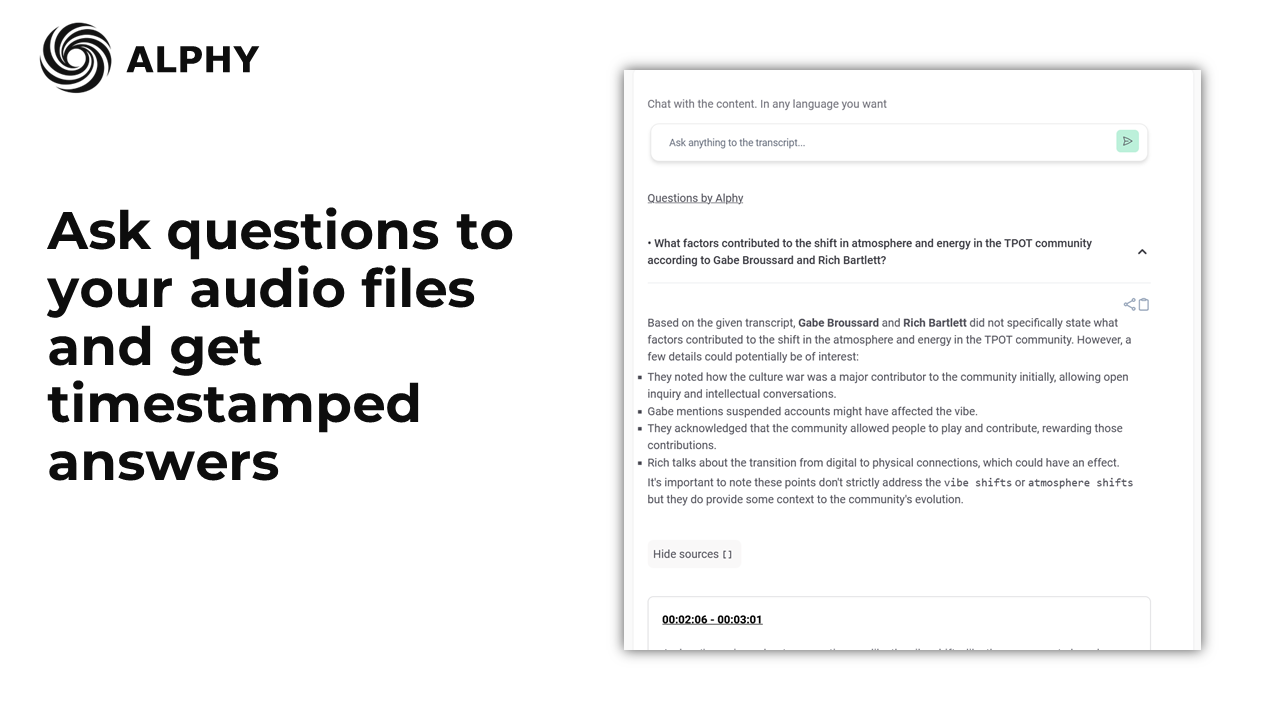 ALPHY
Ask questions to
your audio files
and get
timestamped
answers
Chat with the content. In any language you want
Ask anything to the transcript...
Questions by Alphy
• What factors contributed to the shift in atmosphere and energy in the TPOT community
according to Gabe Broussard and Rich Bartlett?
Based on the given transcript, Gabe Broussard and Rich Bartlett did not specifically state what
factors contributed to the shift in the atmosphere and energy in the TPOT community. However, a
few details could potentially be of interest:
▪ They noted how the culture war was a major contributor to the community initially, allowing open
inquiry and intellectual conversations.
▪ Gabe mentions suspended accounts might have affected the vibe.
▪ They acknowledged that the community allowed people to play and contribute, rewarding those
contributions.
▪ Rich talks about the transition from digital to physical connections, which could have an effect.
It's important to note these points don't strictly address the vibe shifts or atmosphere shifts
but they do provide some context to the community's evolution.
Hide sources []
00:02:06 - 00:03:01